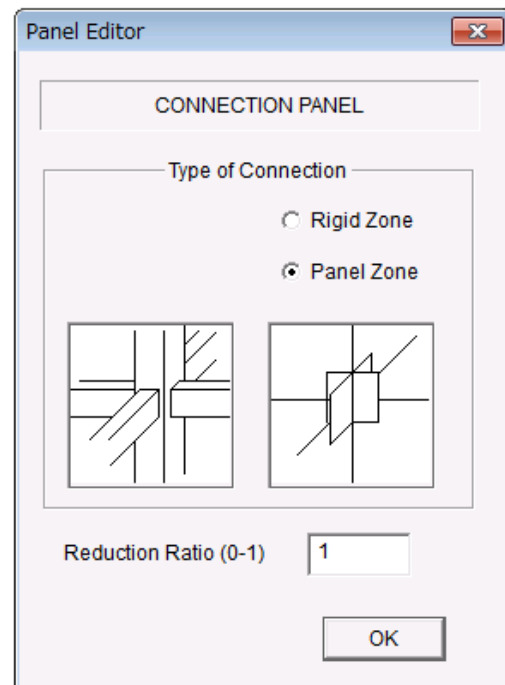 Panel Editor
CONNECTION PANEL
Type of Connection
Rigid Zone
Panel Zone
Reduction Ratio (0-1)
1
OK